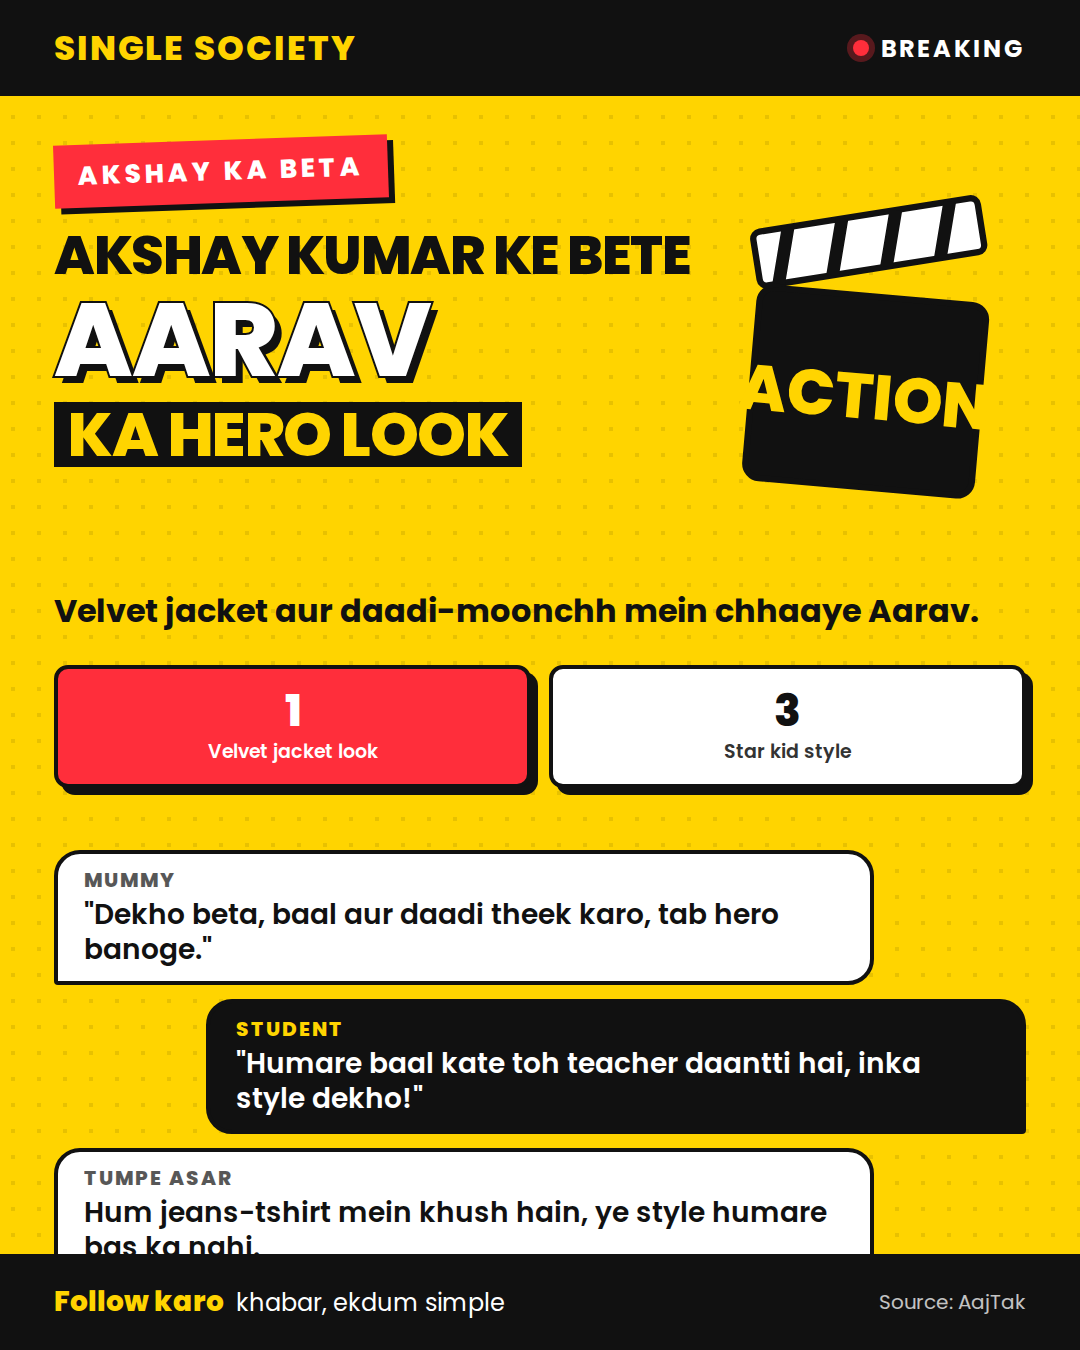 SINGLE SOCIETY
BREAKING
AKSHAY KA BETA
AKSHAY KUMAR KE BETE
AARAV
KA HERO LOOK
ACTION
Velvet jacket aur daadi-moonchh mein chhaaye Aarav.
1
Velvet jacket look
3
Star kid style
MUMMY
"Dekho beta, baal aur daadi theek karo, tab hero
banoge."
STUDENT
"Humare baal kate toh teacher daantti hai, inka
style dekho!"
TUMPE ASAR
Hum jeans-tshirt mein khush hain, ye style humare
bas ka nahi.
Follow karo khabar, ekdum simple
Source: AajTak